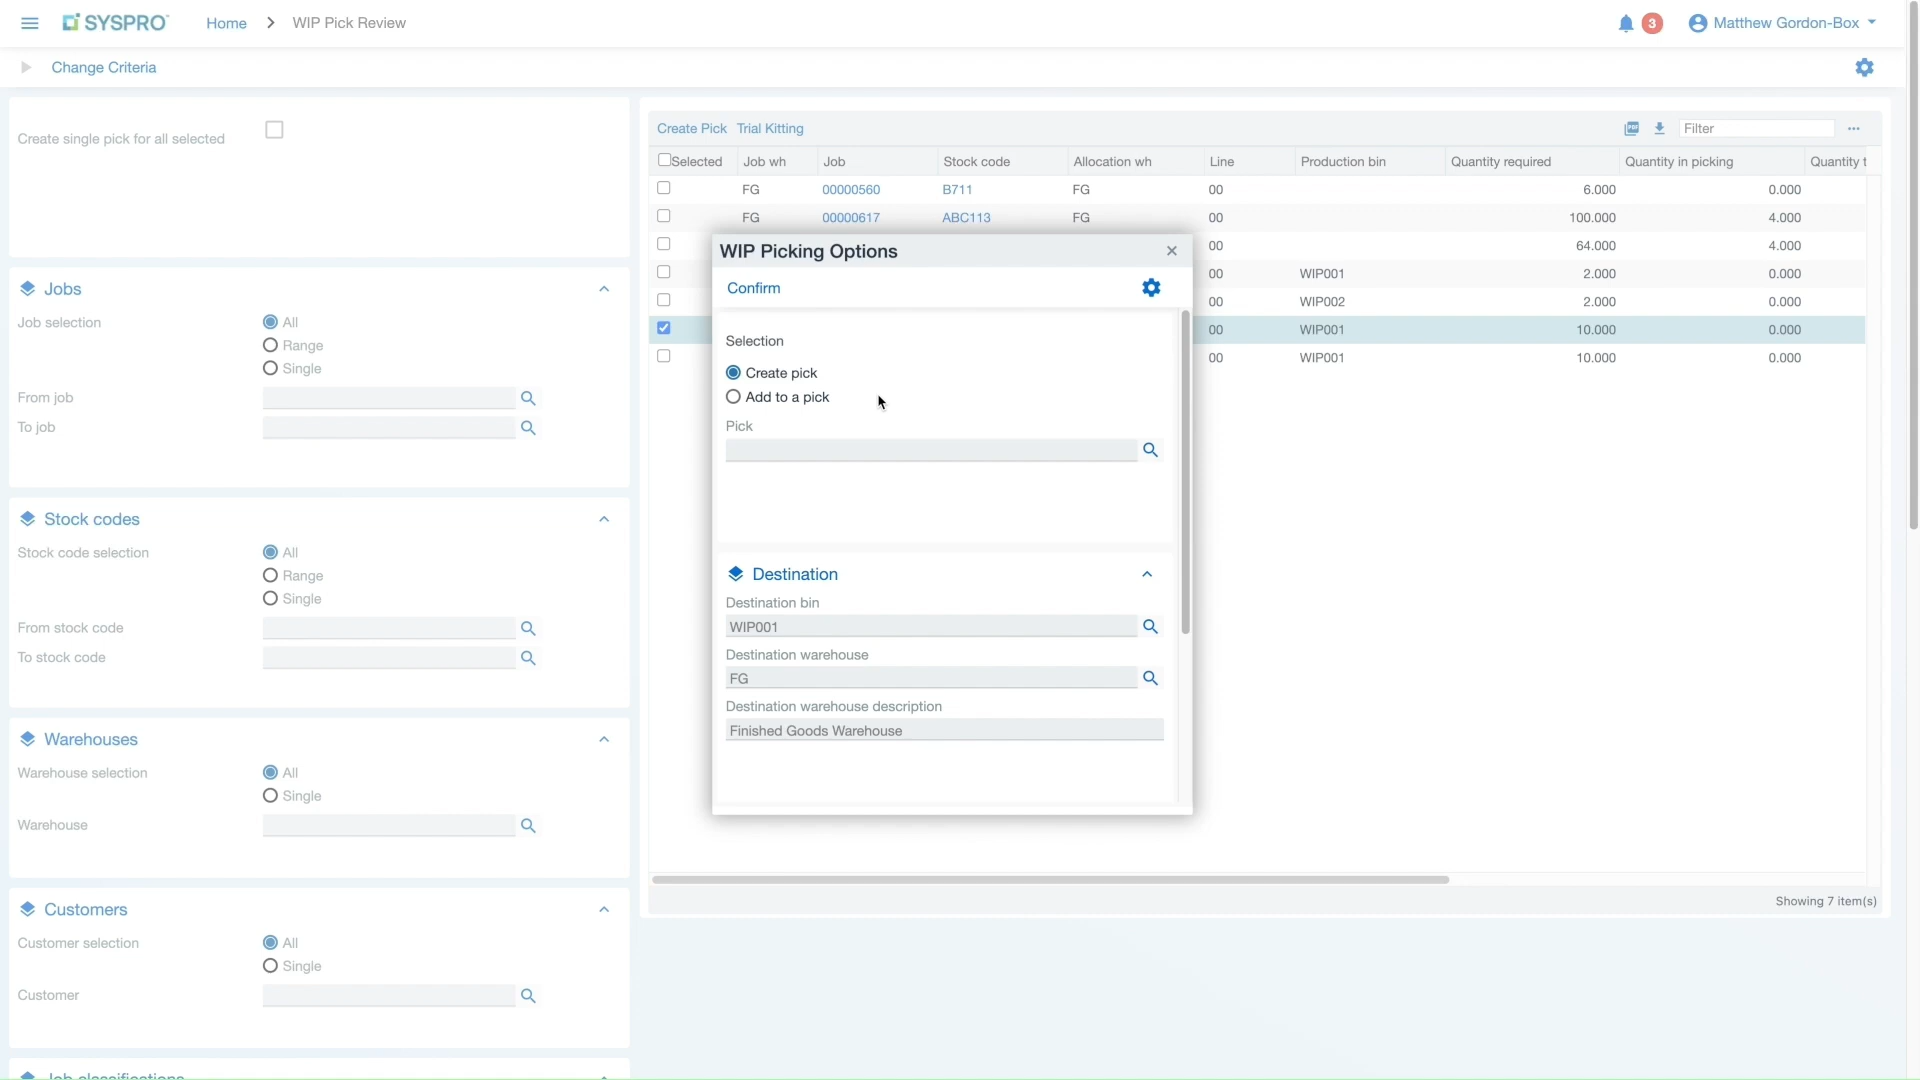 SYSPRO Home WIP Pick Review 3 Matthew Gordon-Box
Change Criteria
Create single pick for all selected
Jobs
Job selection All
Range
Single
From job
To job
Stock codes
Stock code selection All
Range
Single
From stock code
To stock code
Warehouses
Warehouse selection All
Single
Warehouse
Customers
Customer selection All
Single
Customer
Job classifications
Create Pick Trial Kitting PDF Filter
Selected Job wh Job Stock code Allocation wh Line Production bin Quantity required Quantity in picking Quantity t
FG 00000560 B711 FG 00 6.000 0.000
FG 00000617 ABC113 FG 00 100.000 4.000
00 64.000 4.000
00 WIP001 2.000 0.000
00 WIP002 2.000 0.000
00 WIP001 10.000 0.000
00 WIP001 10.000 0.000
Showing 7 item(s)
WIP Picking Options
Confirm
Selection
Create pick
Add to a pick
Pick
Destination
Destination bin
WIP001
Destination warehouse
FG
Destination warehouse description
Finished Goods Warehouse